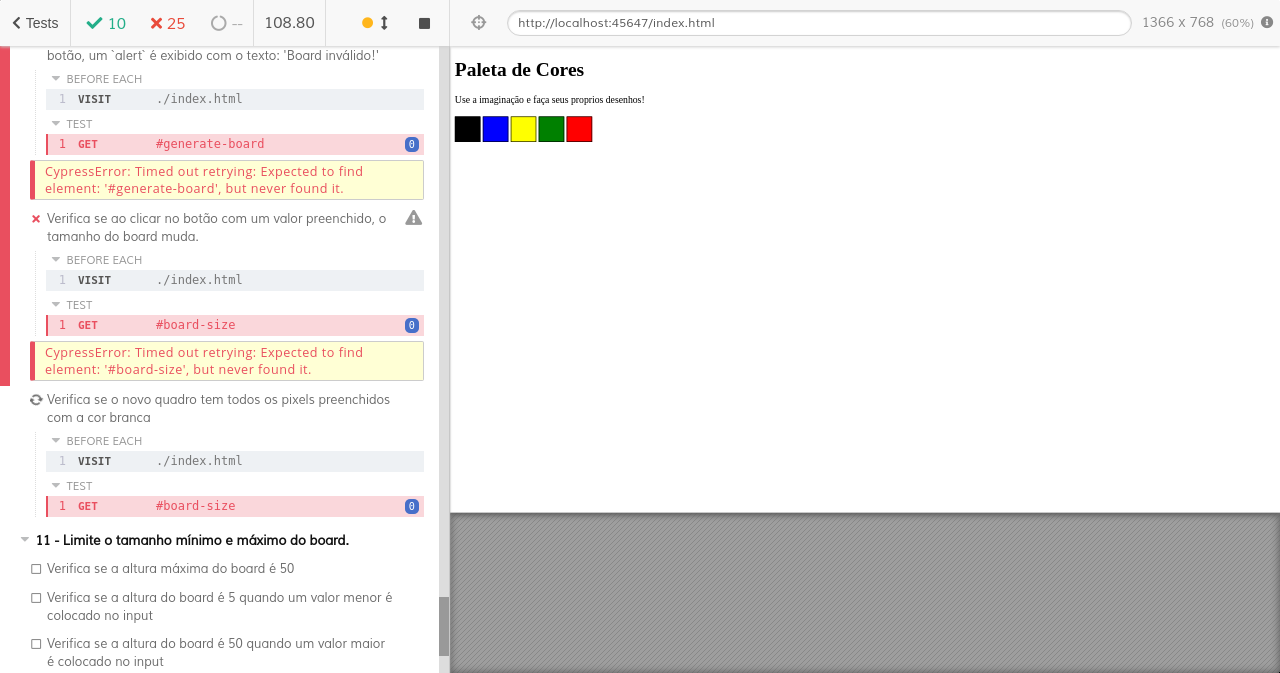 Tests 10 25 -- 108.80 http://localhost:45647/index.html 1366 x 768 (60%)
botão, um `alert` é exibido com o texto: 'Board inválido!'
BEFORE EACH
1 VISIT ./index.html
TEST
1 GET #generate-board 0
CypressError: Timed out retrying: Expected to find
element: '#generate-board', but never found it.
Verifica se ao clicar no botão com um valor preenchido, o
tamanho do board muda.
BEFORE EACH
1 VISIT ./index.html
TEST
1 GET #board-size 0
CypressError: Timed out retrying: Expected to find
element: '#board-size', but never found it.
Verifica se o novo quadro tem todos os pixels preenchidos
com a cor branca
BEFORE EACH
1 VISIT ./index.html
TEST
1 GET #board-size 0
11 - Limite o tamanho mínimo e máximo do board.
Verifica se a altura máxima do board é 50
Verifica se a altura do board é 5 quando um valor menor é
colocado no input
Verifica se a altura do board é 50 quando um valor maior
é colocado no input
Paleta de Cores
Use a imaginação e faça seus proprios desenhos!